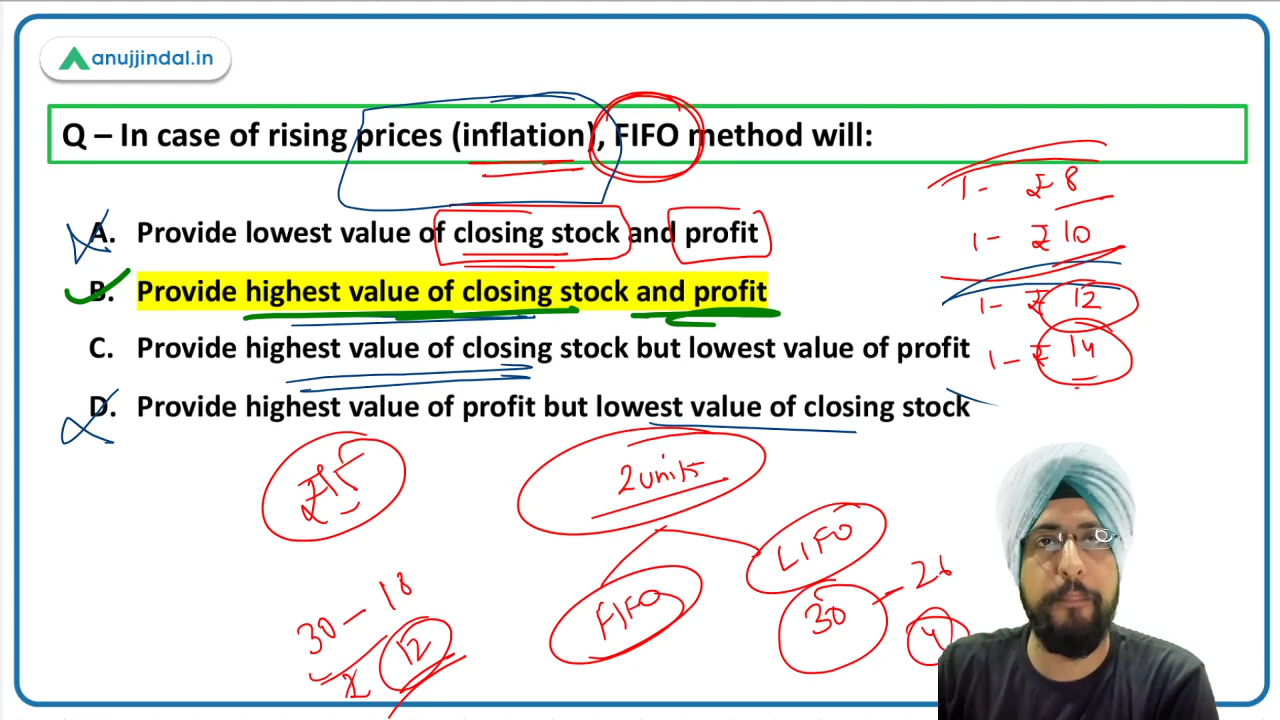 anujjindal.in
Q – In case of rising prices (inflation), FIFO method will:
A. Provide lowest value of closing stock and profit
B. Provide highest value of closing stock and profit
C. Provide highest value of closing stock but lowest value of profit
D. Provide highest value of profit but lowest value of closing stock
1- ₹ 8
1- ₹ 10
1- ₹ 12
1- ₹ 14
₹15
2 units
FIFO
LIFO
30 - 18
12
30 - 26
4